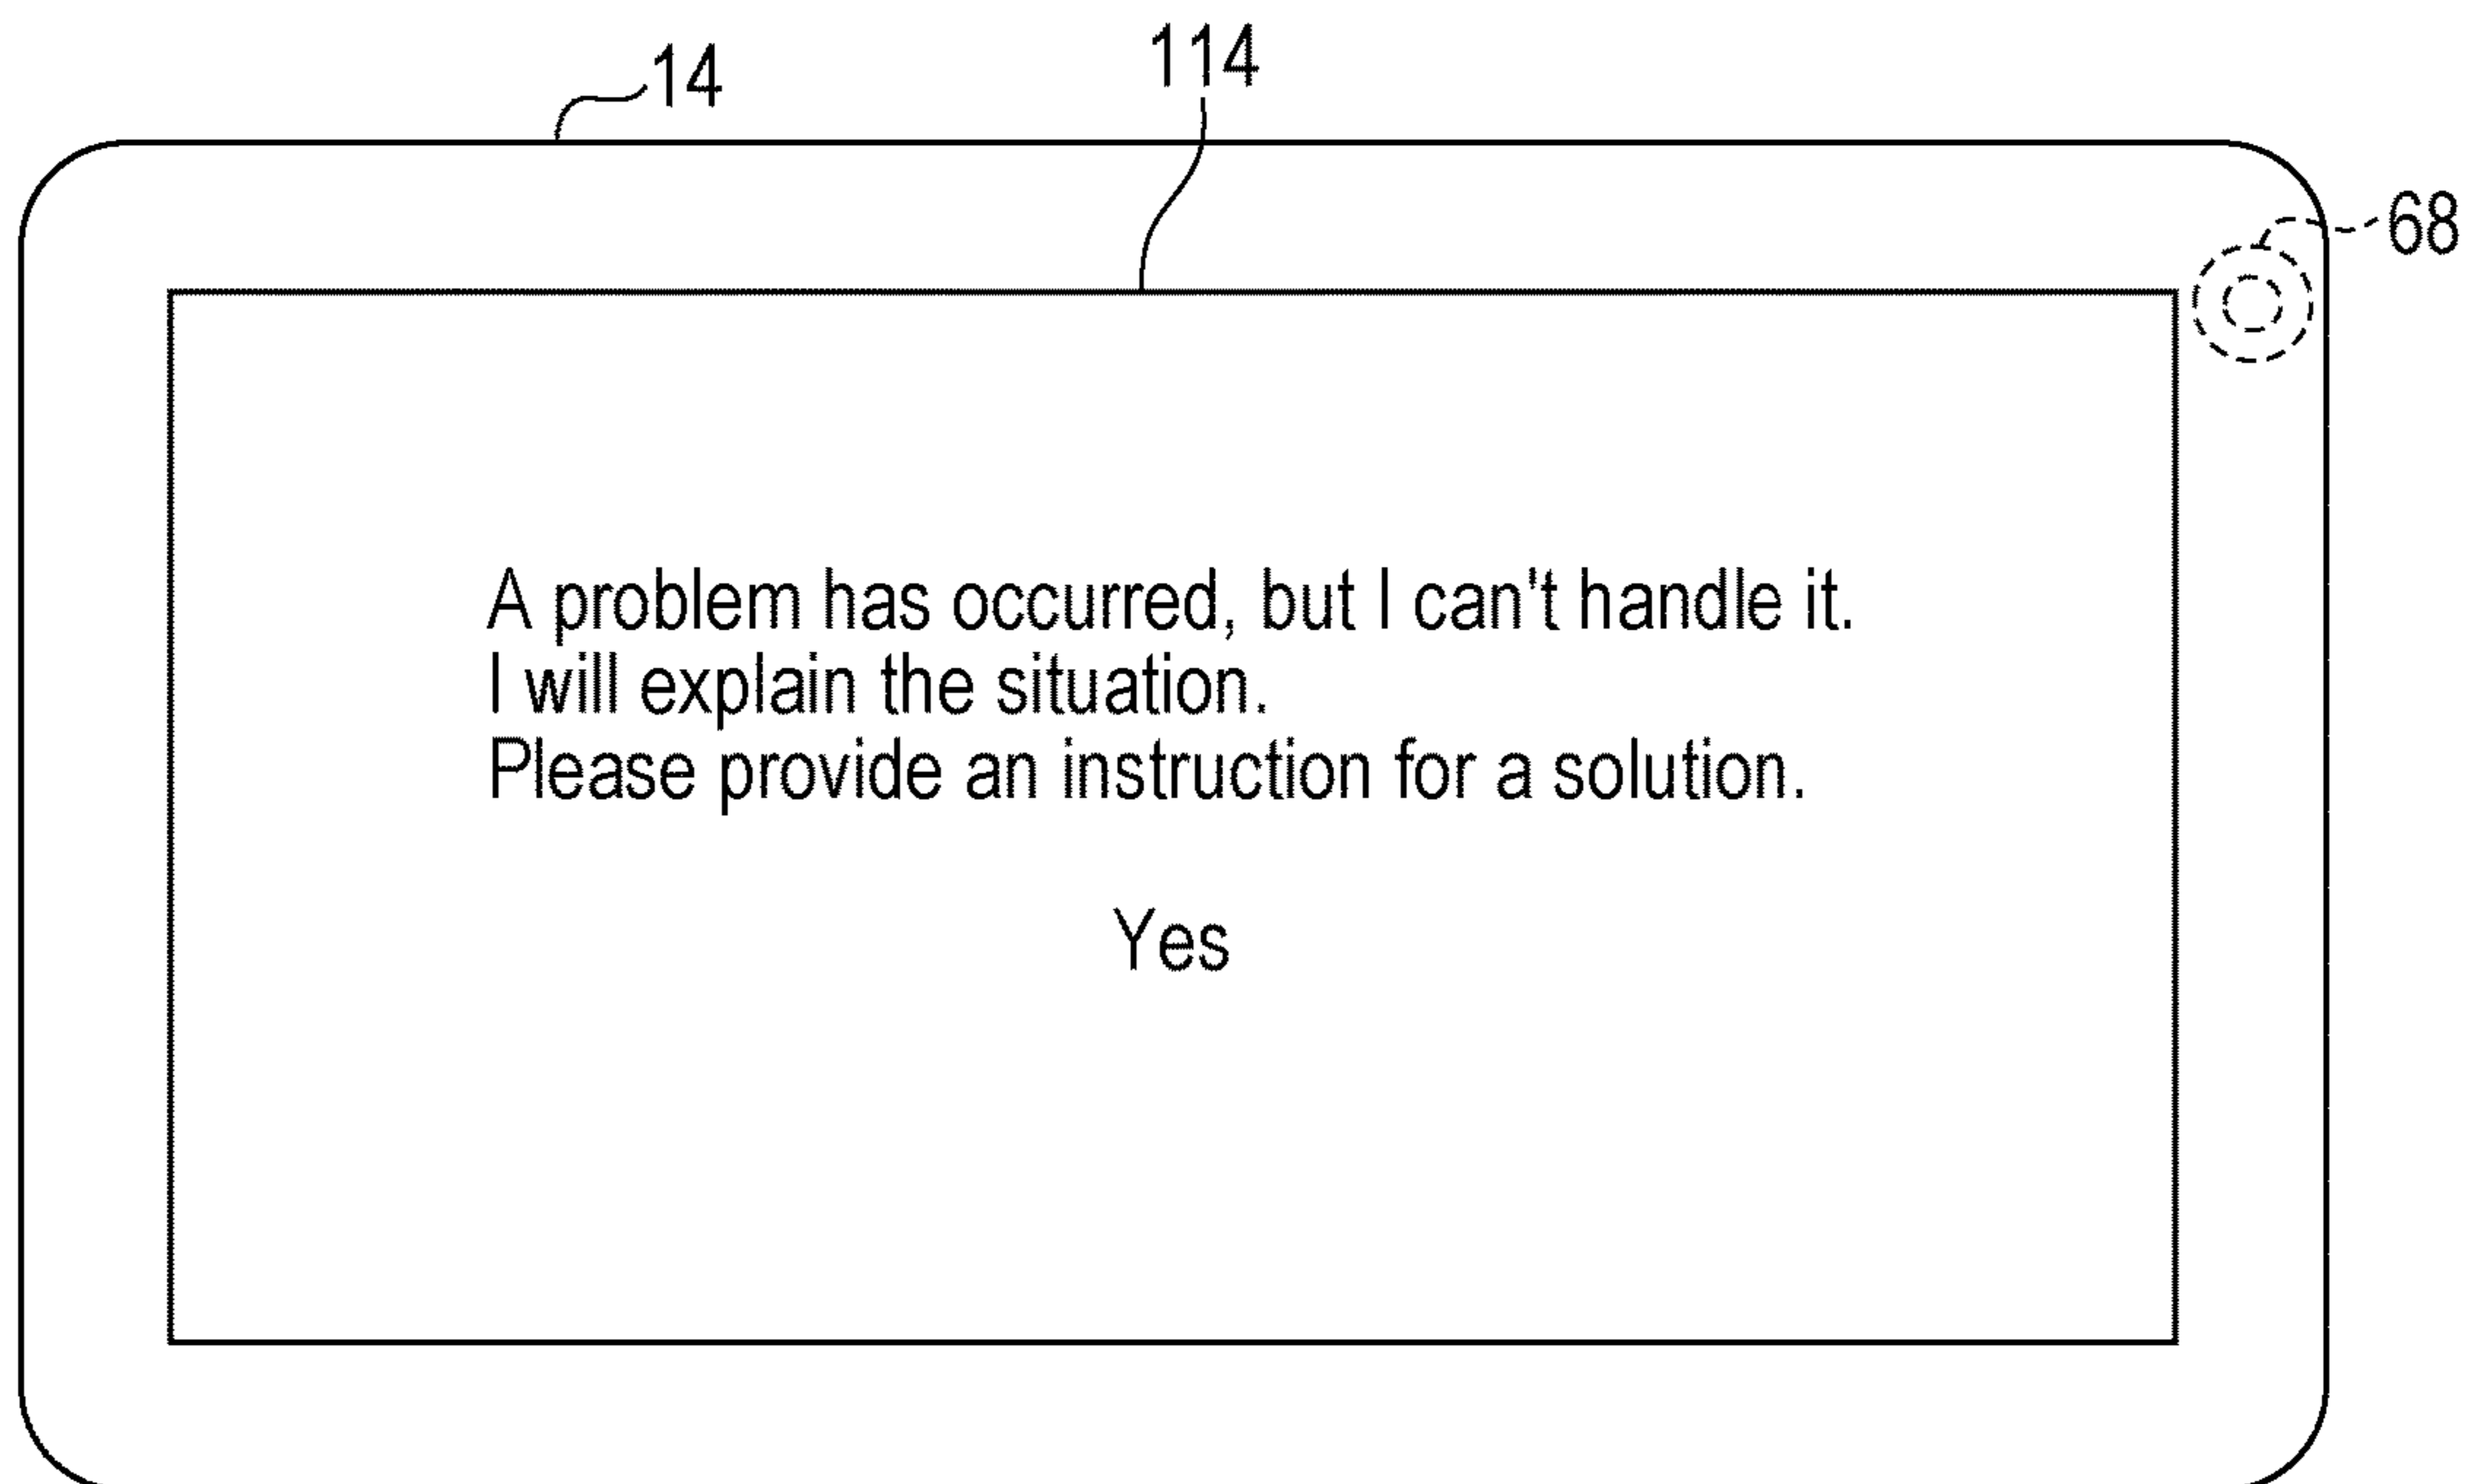 14
114
68
A problem has occurred, but I can't handle it.
I will explain the situation.
Please provide an instruction for a solution.
Yes